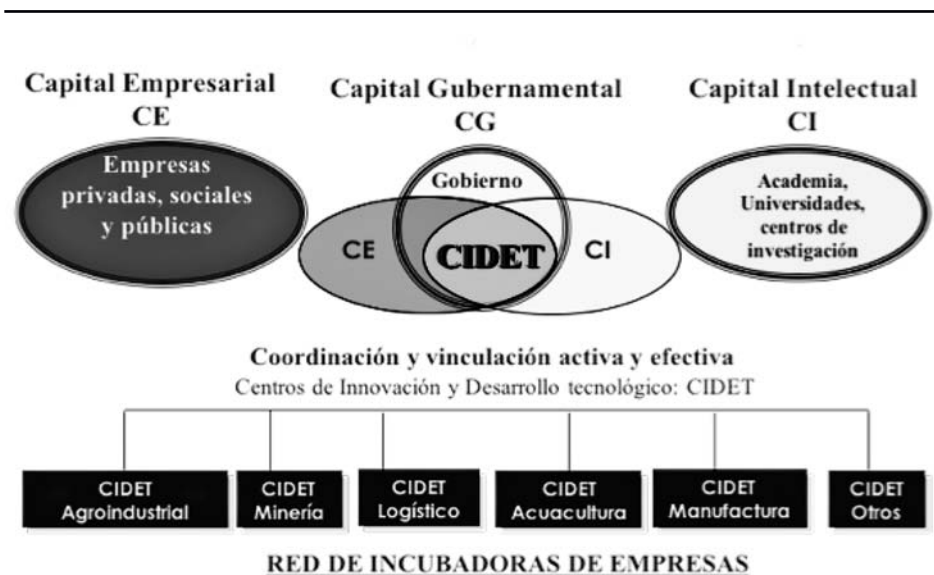 Capital Empresarial
CE
Capital Gubernamental
CG
Capital Intelectual
CI
Empresas
privadas, sociales
y públicas
Gobierno
CE
CIDET
CI
Academia,
Universidades,
centros de
investigación
Coordinación y vinculación activa y efectiva
Centros de Innovación y Desarrollo tecnológico: CIDET
CIDET
Agroindustrial
CIDET
Minería
CIDET
Logístico
CIDET
Acuacultura
CIDET
Manufactura
CIDET
Otros
RED DE INCUBADORAS DE EMPRESAS